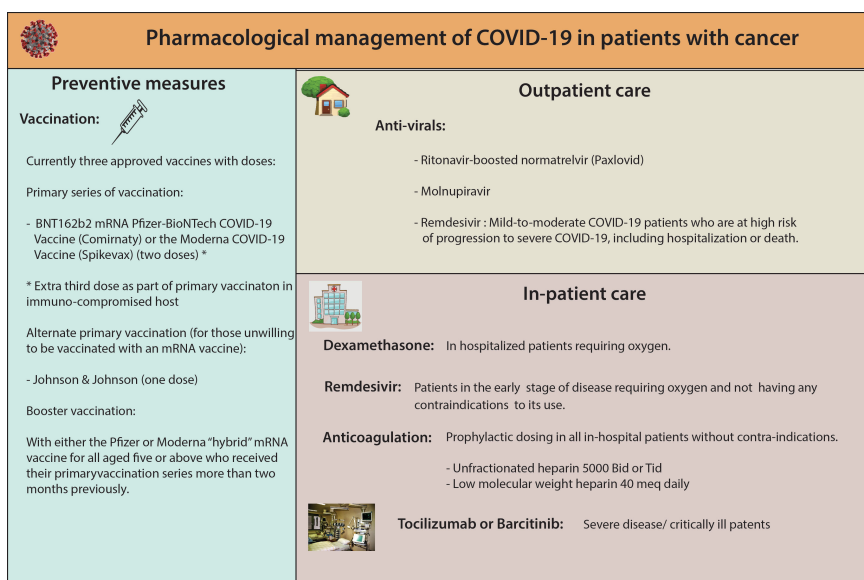 Pharmacological management of COVID-19 in patients with cancer
Preventive measures
Vaccination:
Currently three approved vaccines with doses:
Primary series of vaccination:
- BNT162b2 mRNA Pfizer-BioNTech COVID-19
Vaccine (Comirnaty) or the Moderna COVID-19
Vaccine (Spikevax) (two doses) *
* Extra third dose as part of primary vaccinaton in
immuno-compromised host
Alternate primary vaccination (for those unwilling
to be vaccinated with an mRNA vaccine):
- Johnson & Johnson (one dose)
Booster vaccination:
With either the Pfizer or Moderna “hybrid” mRNA
vaccine for all aged five or above who received
their primaryvaccination series more than two
months previously.
Outpatient care
Anti-virals:
- Ritonavir-boosted normatrelvir (Paxlovid)
- Molnupiravir
- Remdesivir : Mild-to-moderate COVID-19 patients who are at high risk
of progression to severe COVID-19, including hospitalization or death.
In-patient care
Dexamethasone: In hospitalized patients requiring oxygen.
Remdesivir: Patients in the early stage of disease requiring oxygen and not having any
contraindications to its use.
Anticoagulation: Prophylactic dosing in all in-hospital patients without contra-indications.
- Unfractionated heparin 5000 Bid or Tid
- Low molecular weight heparin 40 meq daily
Tocilizumab or Barcitinib: Severe disease/ critically ill patents